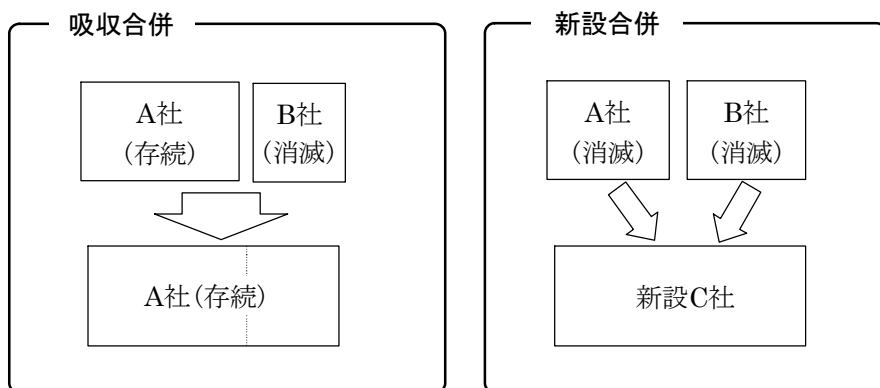 吸収合併
A社
(存続)
B社
(消滅)
A社(存続)
新設合併
A社
(消滅)
B社
(消滅)
新設C社